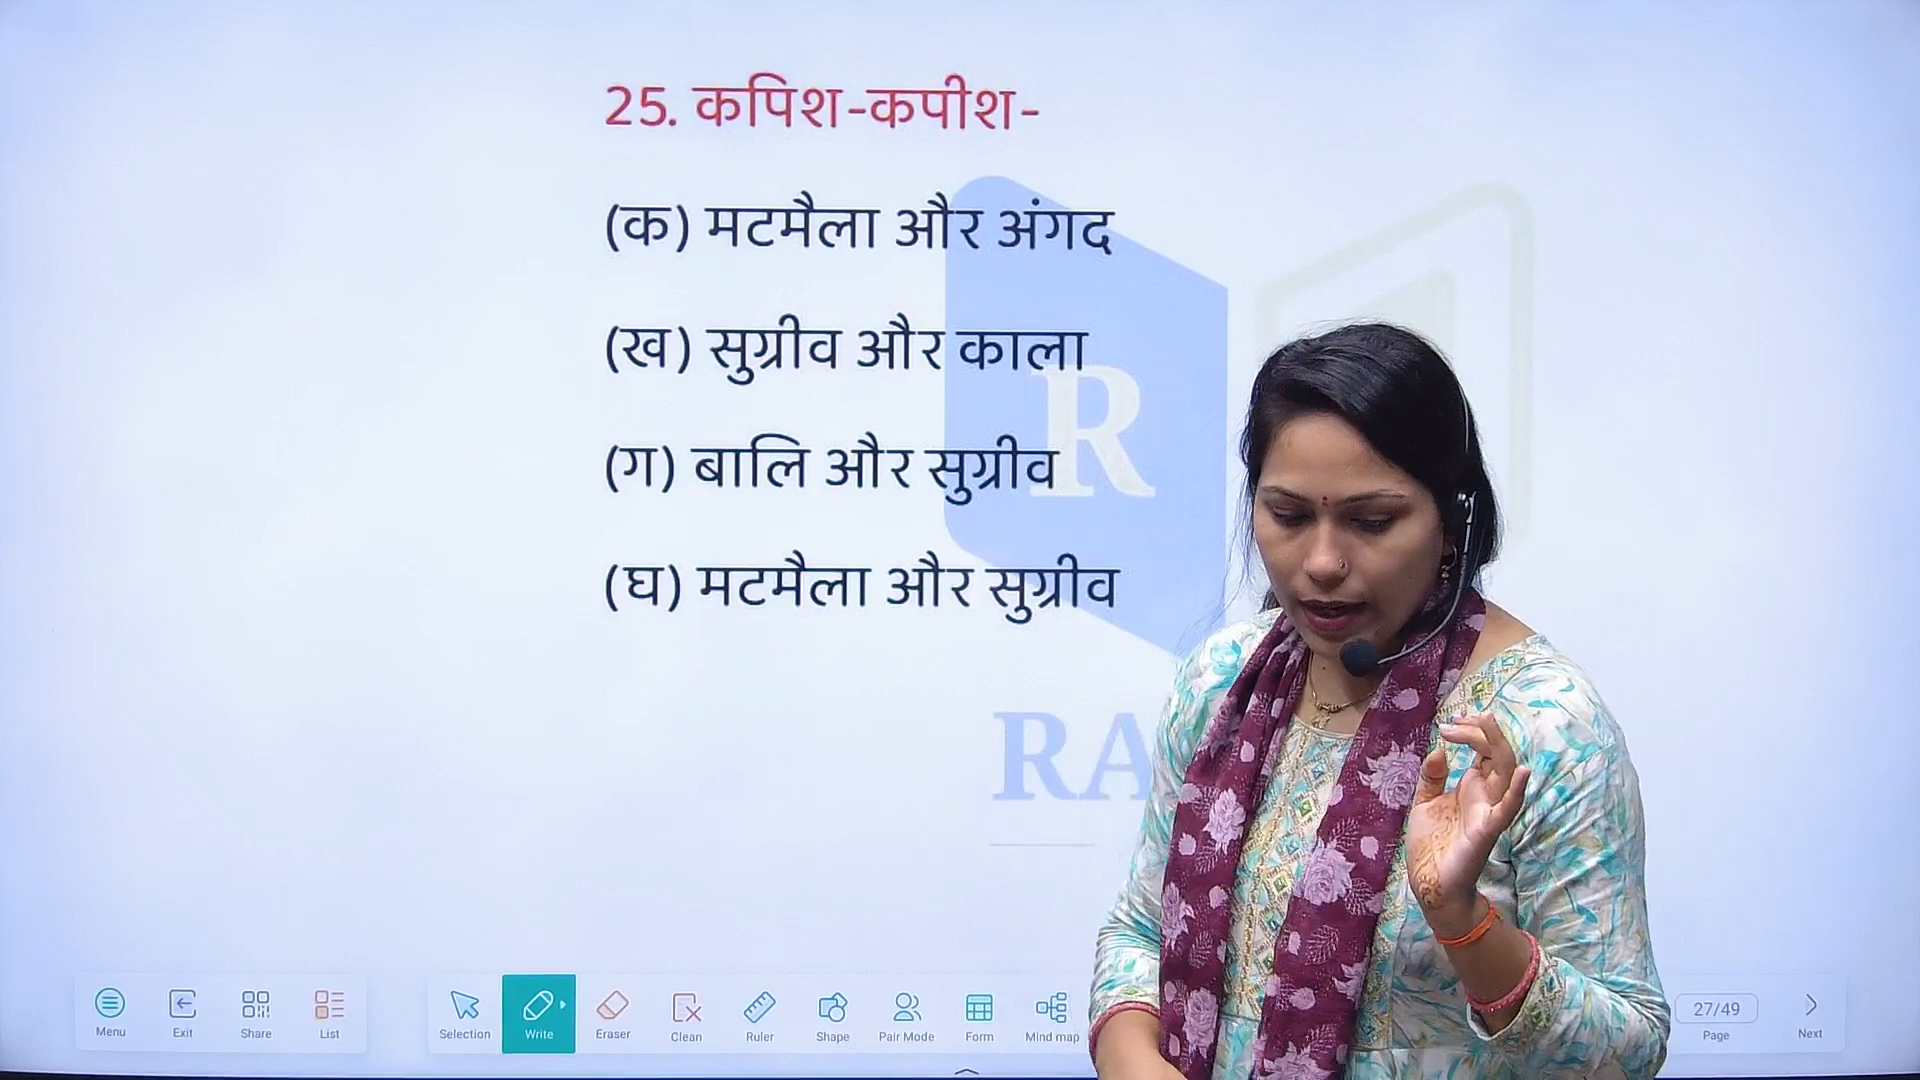 25. कपिश-कपीश-
(क) मटमैला और अंगद
(ख) सुग्रीव और काला
(ग) बालि और सुग्रीव
(घ) मटमैला और सुग्रीव
R
RA
Menu Exit Share List Selection Write Eraser Clean Ruler Shape Pair Mode Form Mind map 27/49 Page Next